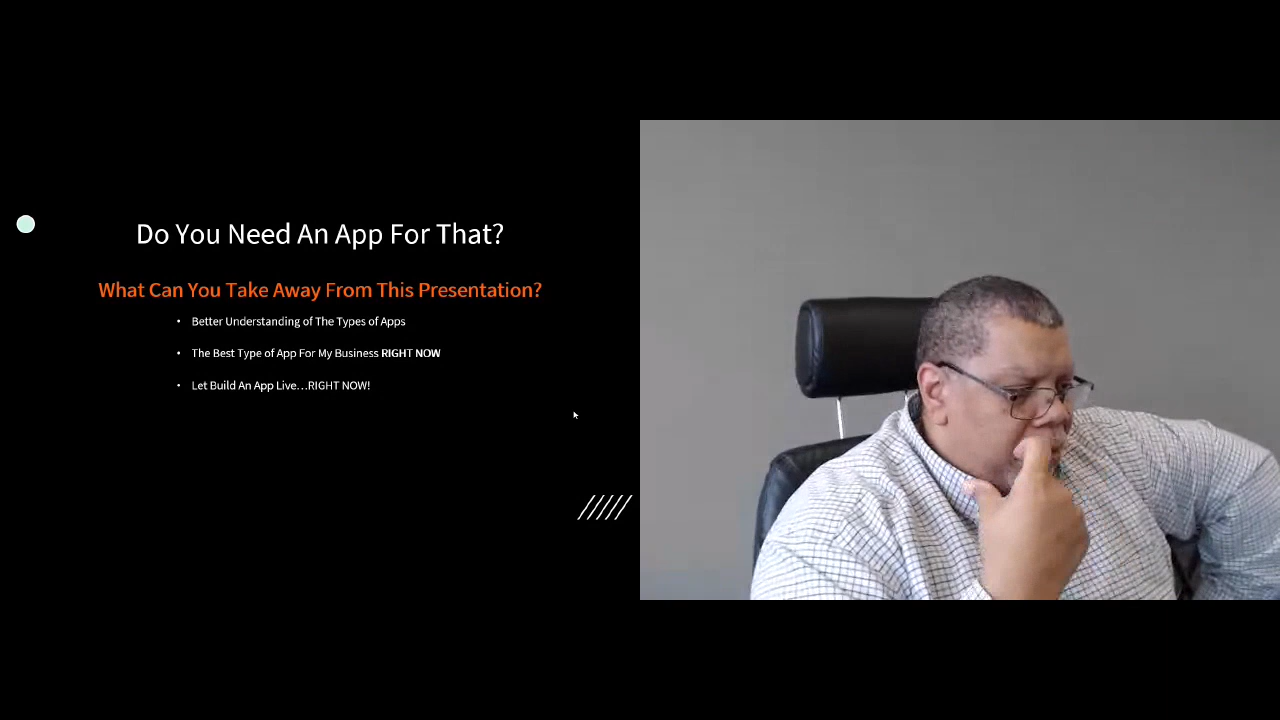 Do You Need An App For That?
What Can You Take Away From This Presentation?
• Better Understanding of The Types of Apps
• The Best Type of App For My Business RIGHT NOW
• Let Build An App Live...RIGHT NOW!